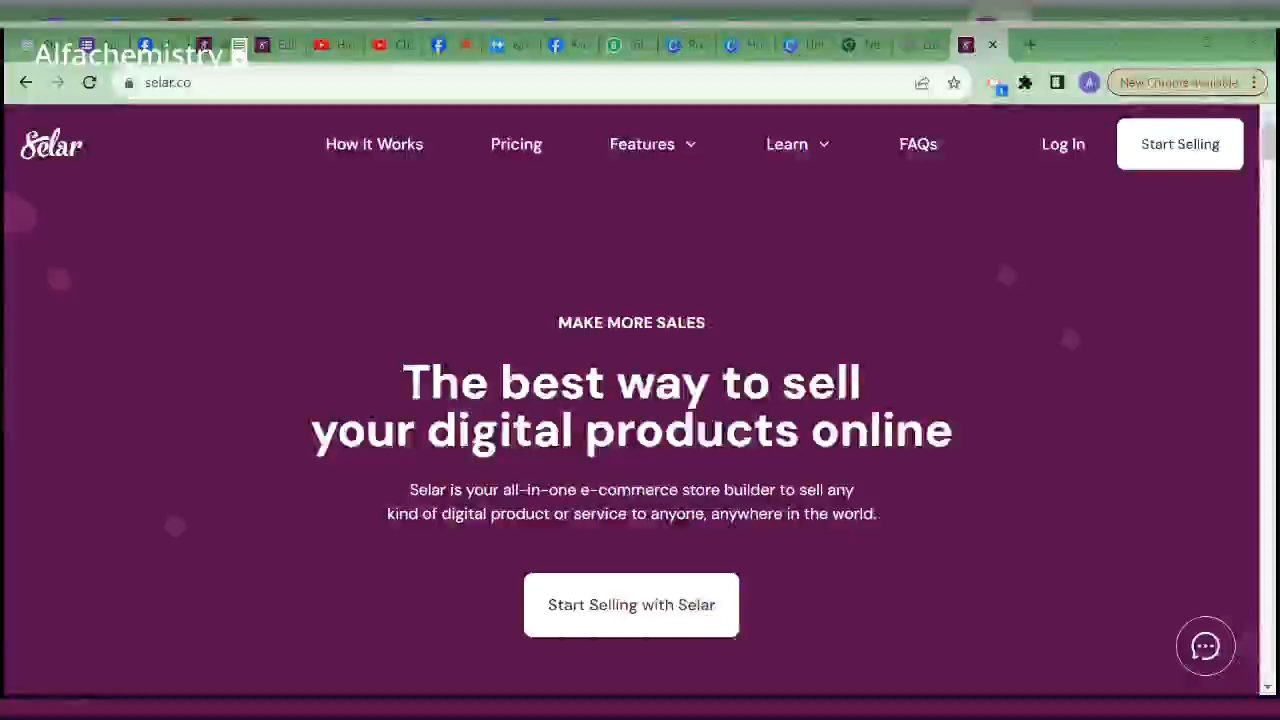 Alfachemistry
selar.co
New Chrome available
Selar
How It Works
Pricing
Features
Learn
FAQs
Log In
Start Selling
MAKE MORE SALES
The best way to sell
your digital products online
Selar is your all-in-one e-commerce store builder to sell any
kind of digital product or service to anyone, anywhere in the world.
Start Selling with Selar